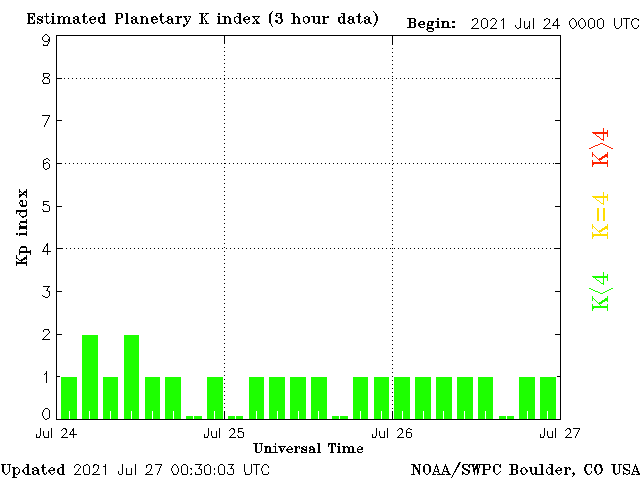 Estimated Planetary K index (3 hour data) Begin: 2021 Jul 24 0000 UTC
9
8
7
6
5
4
3
2
1
0
Kp index
K>4
K=4
K<4
Jul 24 Jul 25 Jul 26 Jul 27
Universal Time
Updated 2021 Jul 27 00:30:03 UTC NOAA/SWPC Boulder, CO USA